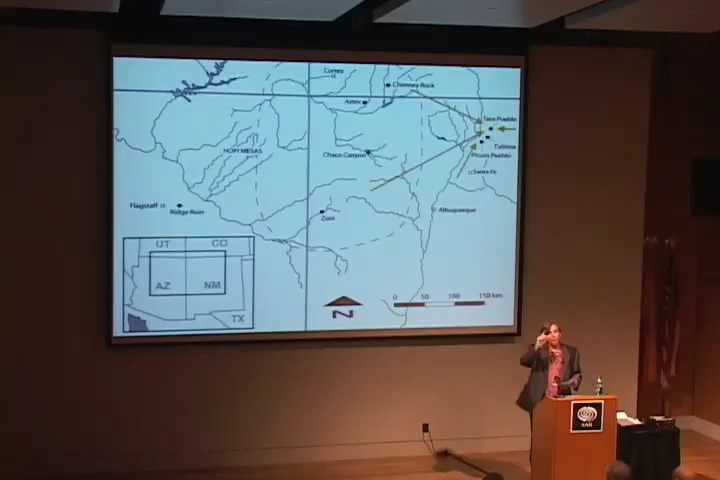 Cortez
Chimney Rock
Aztec
Taos Pueblo
HOPI MESAS
Chaco Canyon
Picuris Pueblo
Santa Fe
Flagstaff
Ridge Ruin
Zuni
Albuquerque
UT CO
AZ NM
TX
N
0 50 100 150 km
SAR